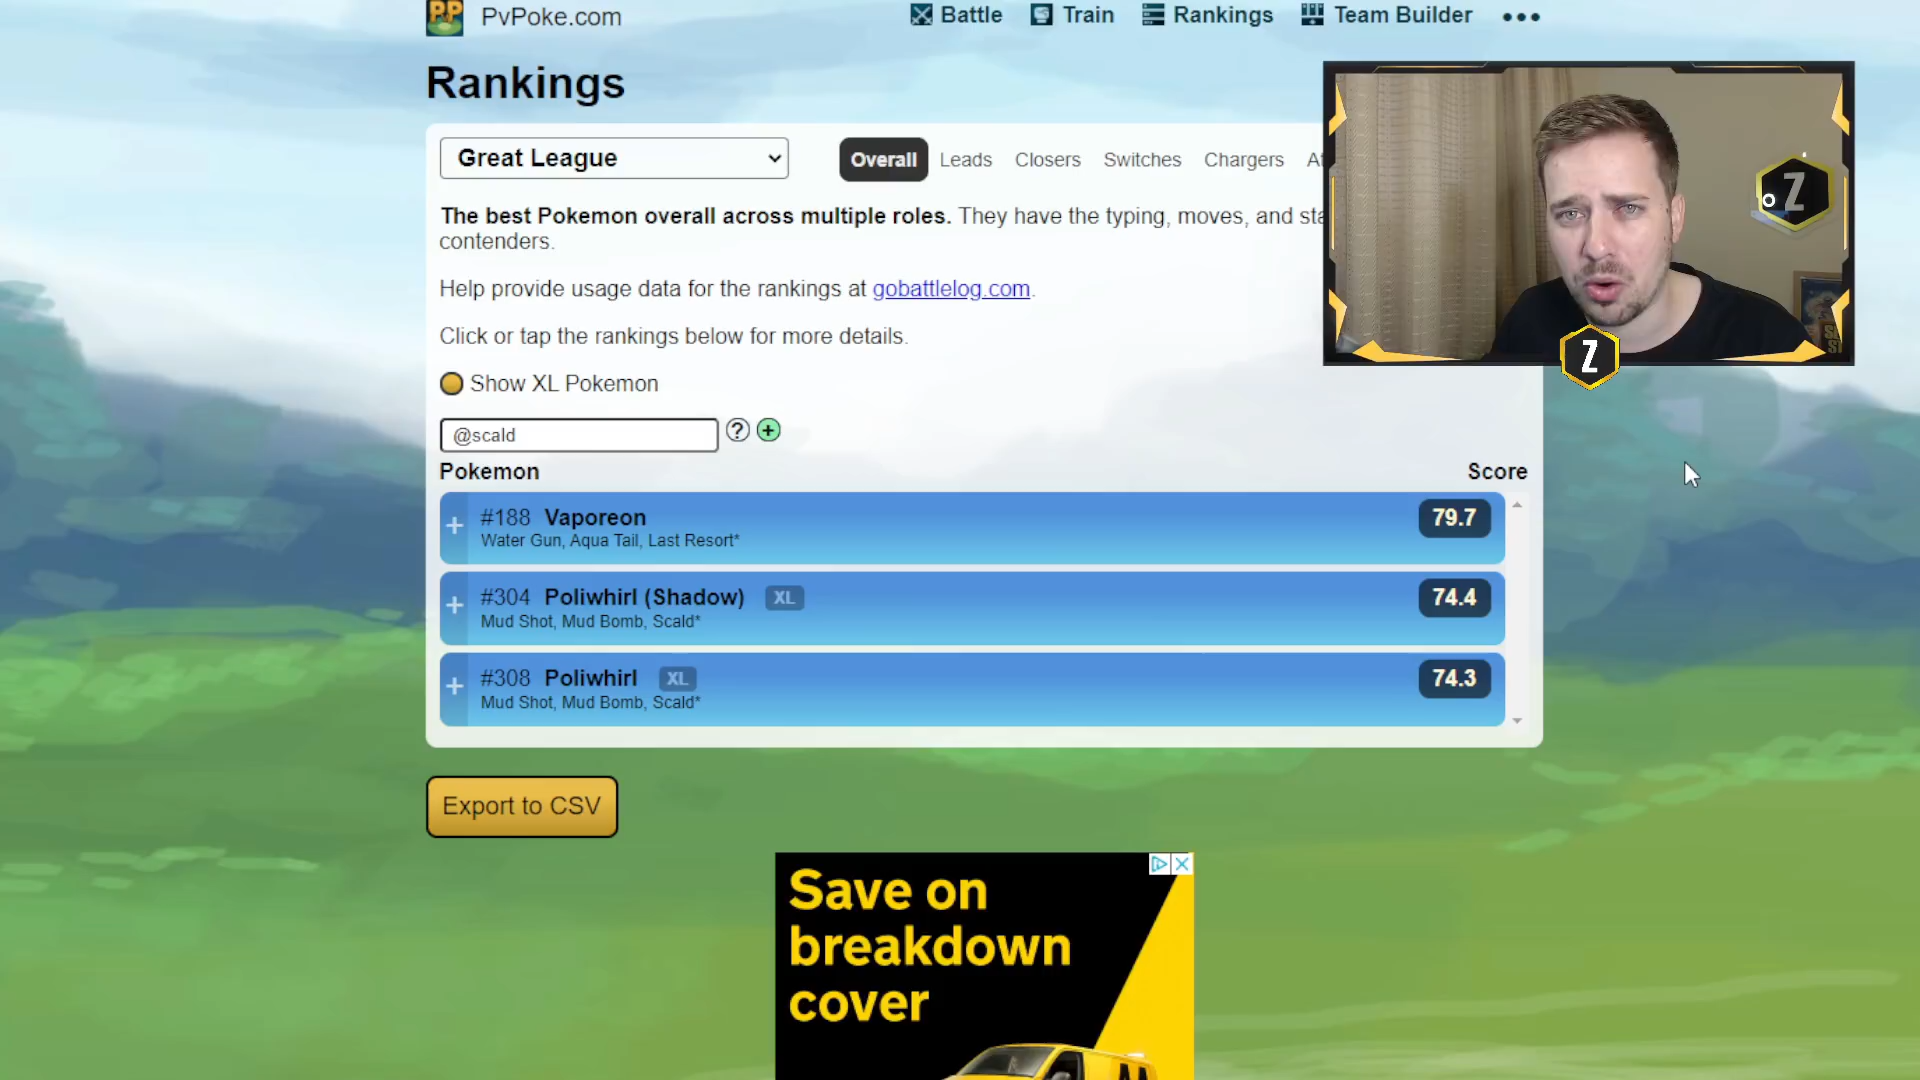 PP PvPoke.com Battle Train Rankings Team Builder
Rankings
Great League Overall Leads Closers Switches Chargers
The best Pokemon overall across multiple roles. They have the typing, moves, and sta
contenders.
Help provide usage data for the rankings at gobattlelog.com.
Click or tap the rankings below for more details.
Show XL Pokemon
@scald ? +
Pokemon Score
+ #188 Vaporeon 79.7
Water Gun, Aqua Tail, Last Resort*
+ #304 Poliwhirl (Shadow) XL 74.4
Mud Shot, Mud Bomb, Scald*
+ #308 Poliwhirl XL 74.3
Mud Shot, Mud Bomb, Scald*
Export to CSV
Save on
breakdown
cover
Z
Z